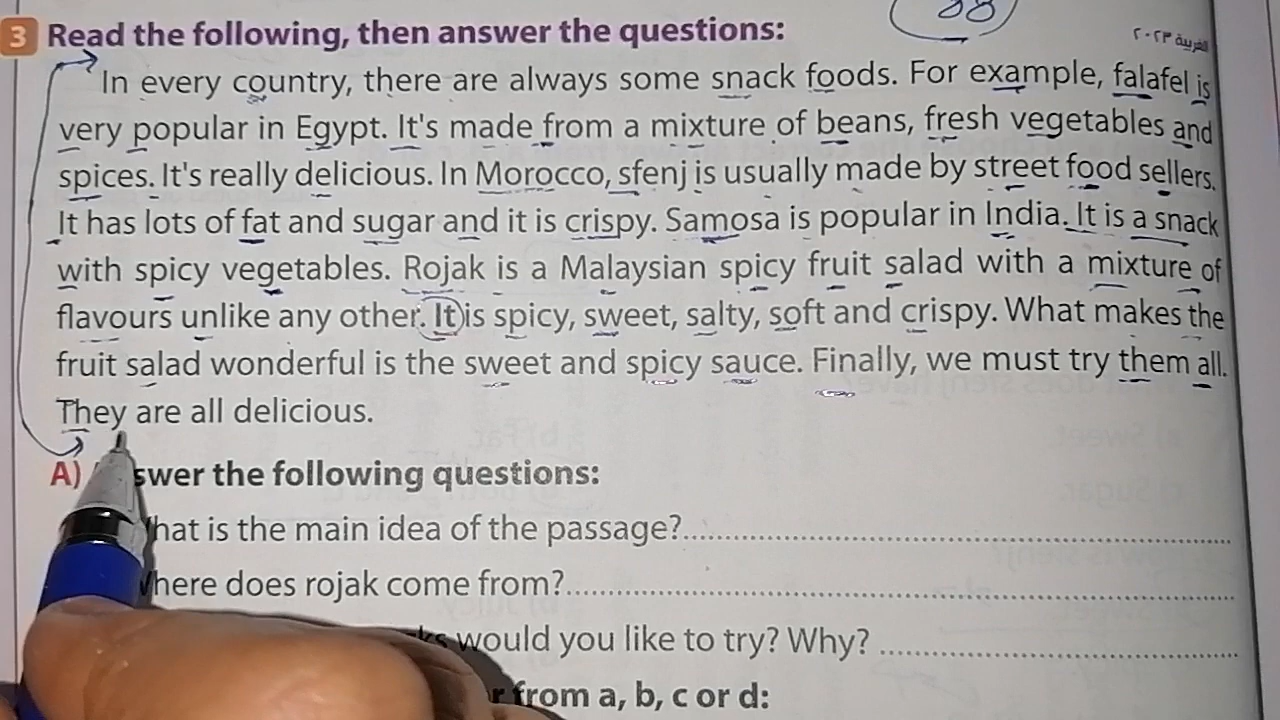 3 Read the following, then answer the questions:
الغربية ٢٠٢٣
In every country, there are always some snack foods. For example, falafel is
very popular in Egypt. It's made from a mixture of beans, fresh vegetables and
spices. It's really delicious. In Morocco, sfenj is usually made by street food sellers.
It has lots of fat and sugar and it is crispy. Samosa is popular in India. It is a snack
with spicy vegetables. Rojak is a Malaysian spicy fruit salad with a mixture of
flavours unlike any other. It is spicy, sweet, salty, soft and crispy. What makes the
fruit salad wonderful is the sweet and spicy sauce. Finally, we must try them all.
They are all delicious.
A) swer the following questions:
hat is the main idea of the passage?
here does rojak come from?
would you like to try? Why?
from a, b, c or d: